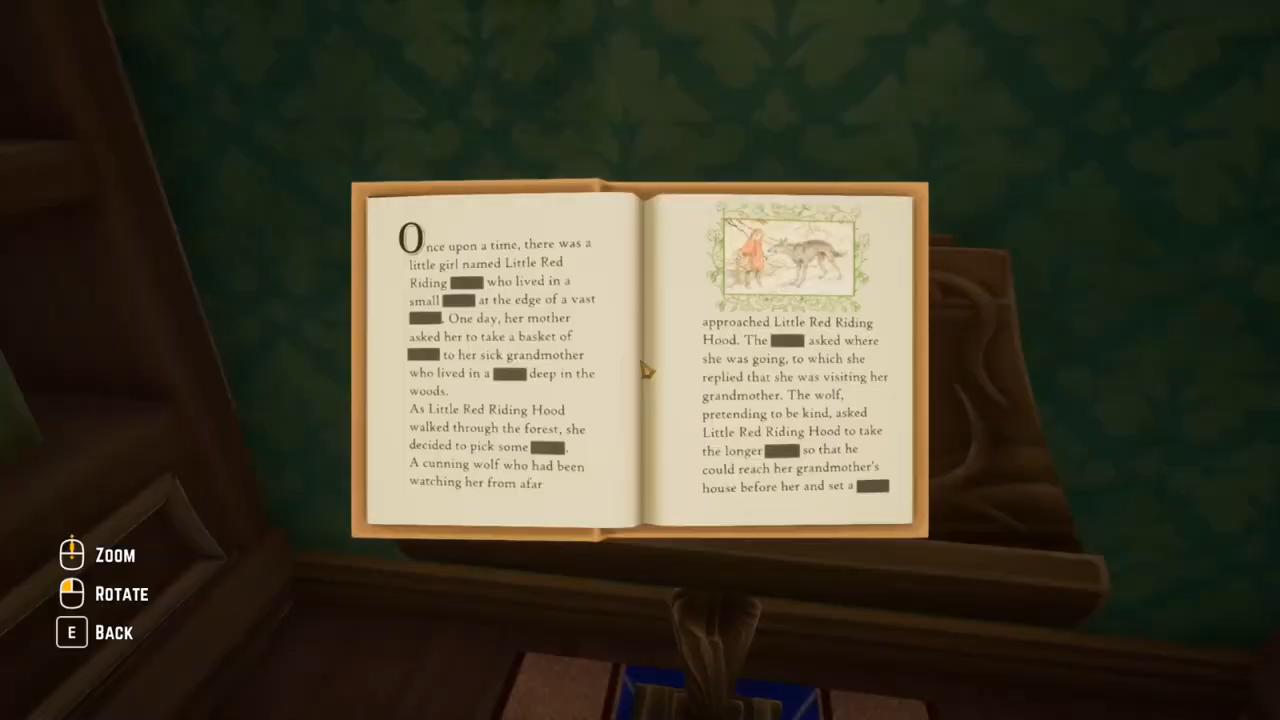 Once upon a time, there was a
little girl named Little Red
Riding who lived in a
small at the edge of a vast
. One day, her mother
asked her to take a basket of
to her sick grandmother
who lived in a deep in the
woods.
As Little Red Riding Hood
walked through the forest, she
decided to pick some .
A cunning wolf who had been
watching her from afar
approached Little Red Riding
Hood. The asked where
she was going, to which she
replied that she was visiting her
grandmother. The wolf,
pretending to be kind, asked
Little Red Riding Hood to take
the longer so that he
could reach her grandmother's
house before her and set a
ZOOM
ROTATE
E BACK